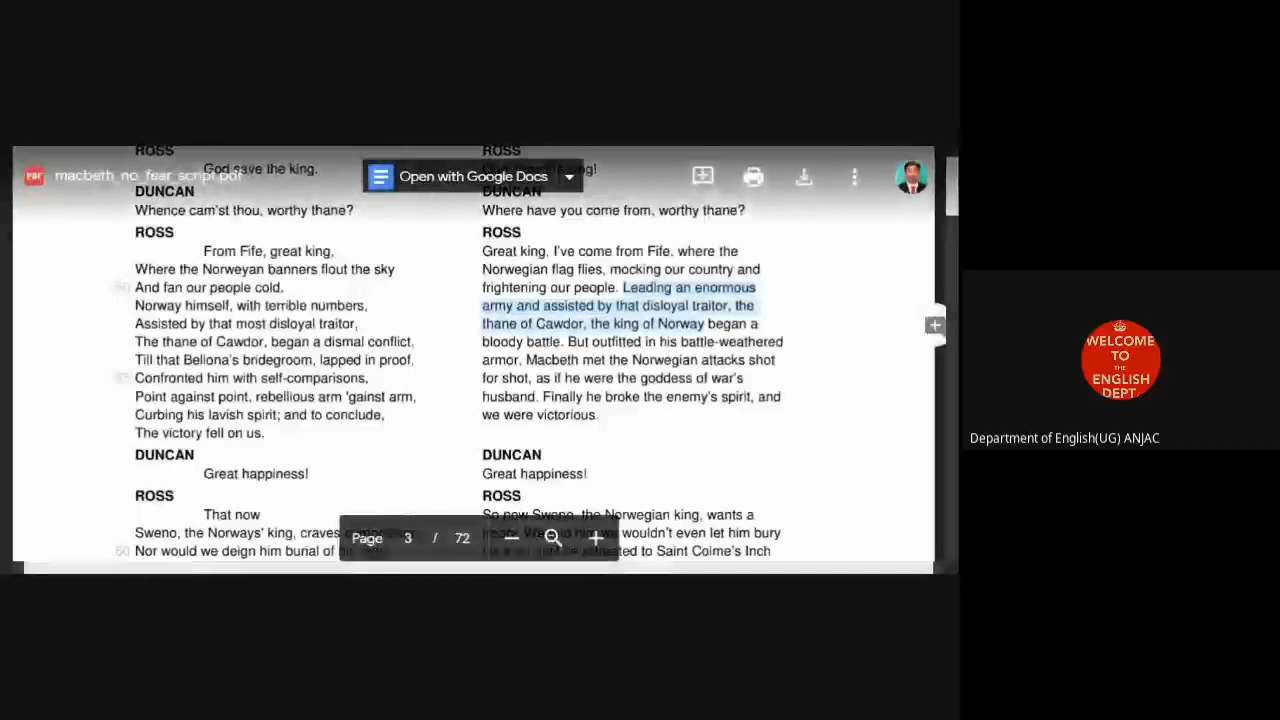 ROSS
God save the king.
DUNCAN
Whence cam'st thou, worthy thane?
ROSS
From Fife, great king,
Where the Norweyan banners flout the sky
And fan our people cold.
Norway himself, with terrible numbers,
Assisted by that most disloyal traitor,
The thane of Cawdor, began a dismal conflict,
Till that Bellona's bridegroom, lapped in proof,
Confronted him with self-comparisons,
Point against point, rebellious arm 'gainst arm,
Curbing his lavish spirit; and to conclude,
The victory fell on us.
DUNCAN
Great happiness!
ROSS
That now
Sweno, the Norways' king, craves
60 Nor would we deign him burial of
ROSS
DUNCAN
Where have you come from, worthy thane?
ROSS
Great king, I've come from Fife. where the
Norwegian flag flies, mocking our country and
frightening our people. Leading an enormous
army and assisted by that disloyal traitor, the
thane of Cawdor, the king of Norway began a
bloody battle. But outfitted in his battle-weathered
armor, Macbeth met the Norwegian attacks shot
for shot, as if he were the goddess of war's
husband. Finally he broke the enemy's spirit, and
we were victorious.
DUNCAN
Great happiness!
ROSS
So now Sweno, the Norwegian king, wants a
wouldn't even let him bury
to Saint Colme's Inch
PDF macbeth_no_fear_script.pdf
Open with Google Docs
Page 3 / 72
WELCOME
TO
THE
ENGLISH
DEPT
Department of English(UG) ANJAC